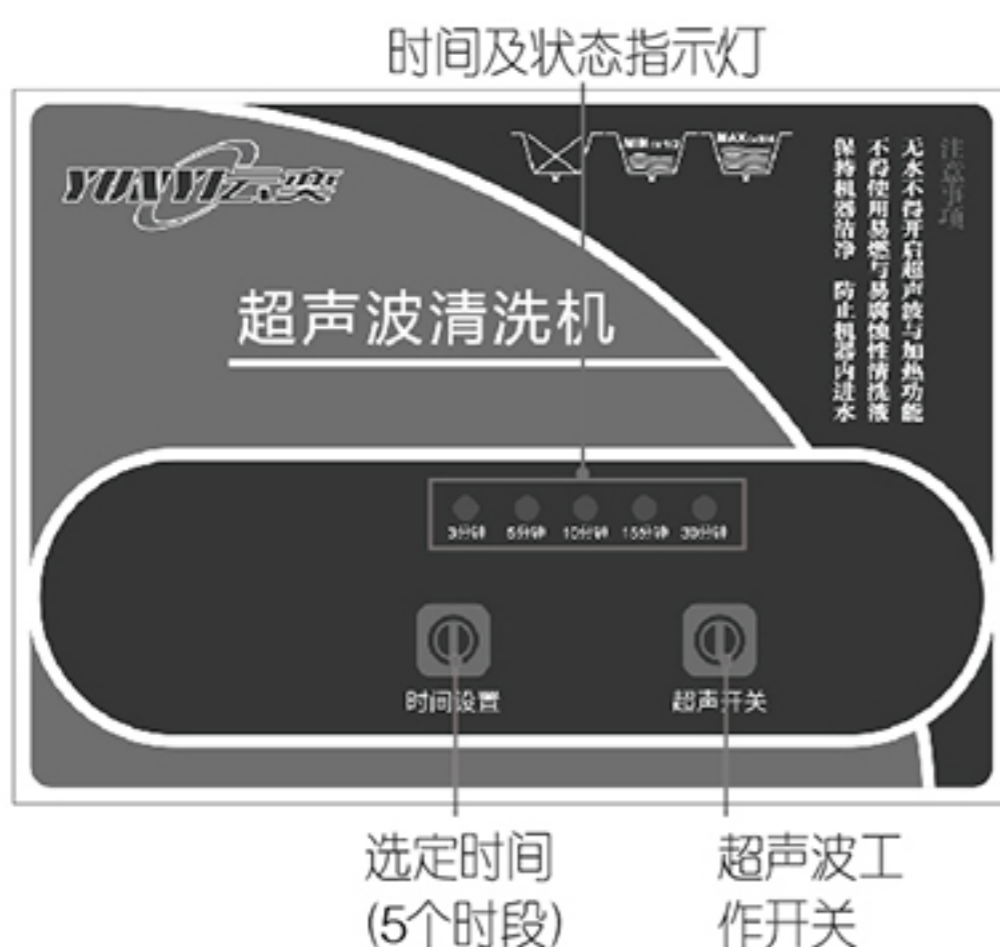 时间及状态指示灯
YUNYI云奕
MIN
MAX
注意事项
无水不得开启超声波与加热功能
不得使用易燃与易腐蚀性清洗液
保持机器洁净 防止机器内进水
超声波清洗机
3分钟 5分钟 10分钟 15分钟 30分钟
时间设置 超声开关
选定时间
(5个时段)
超声波工
作开关